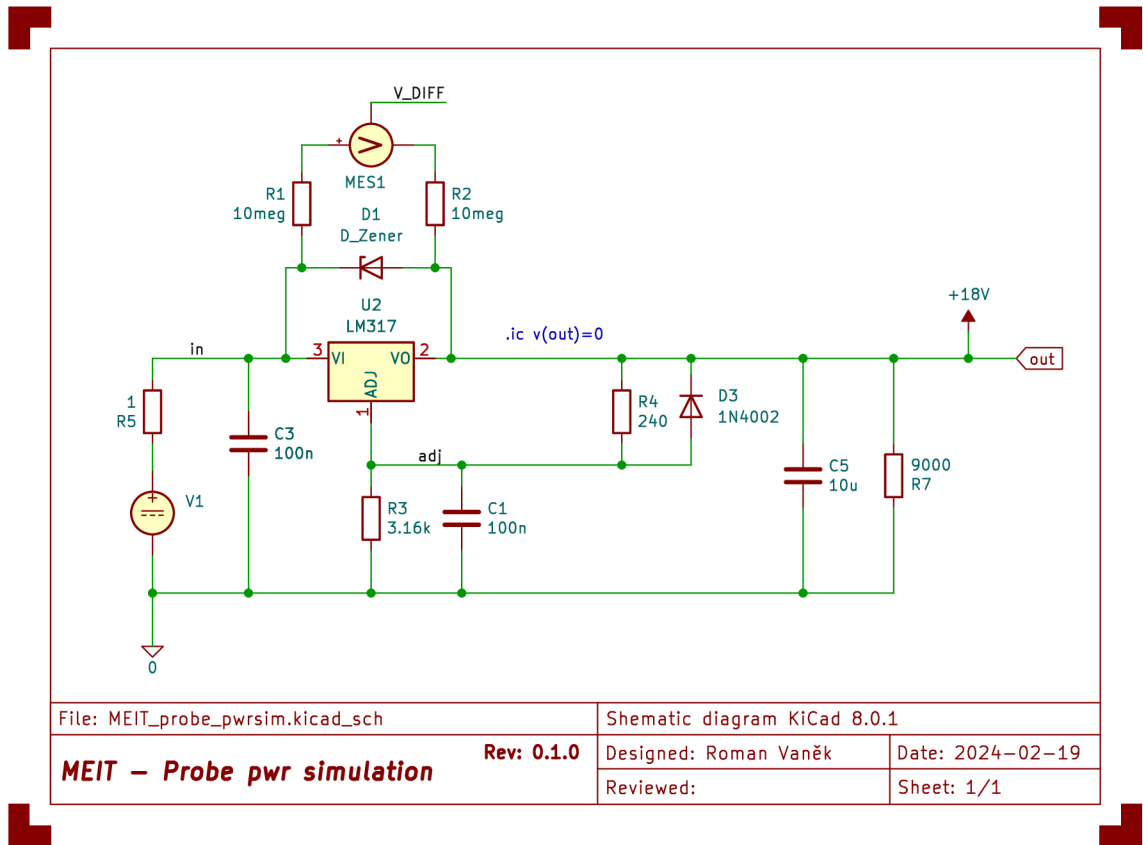 V_DIFF
+
MES1
R1
10meg
R2
10meg
D1
D_Zener
U2
LM317
+18V
.ic v(out)=0
in
3
VI
VO
2
ADJ
1
out
1
R5
C3
100n
R4
240
D3
1N4002
adj
V1
+
R3
3.16k
C1
100n
C5
10u
9000
R7
0
File: MEIT_probe_pwrsim.kicad_sch
Shematic diagram KiCad 8.0.1
Rev: 0.1.0
MEIT – Probe pwr simulation
Designed: Roman Vaněk
Date: 2024–02–19
Reviewed:
Sheet: 1/1